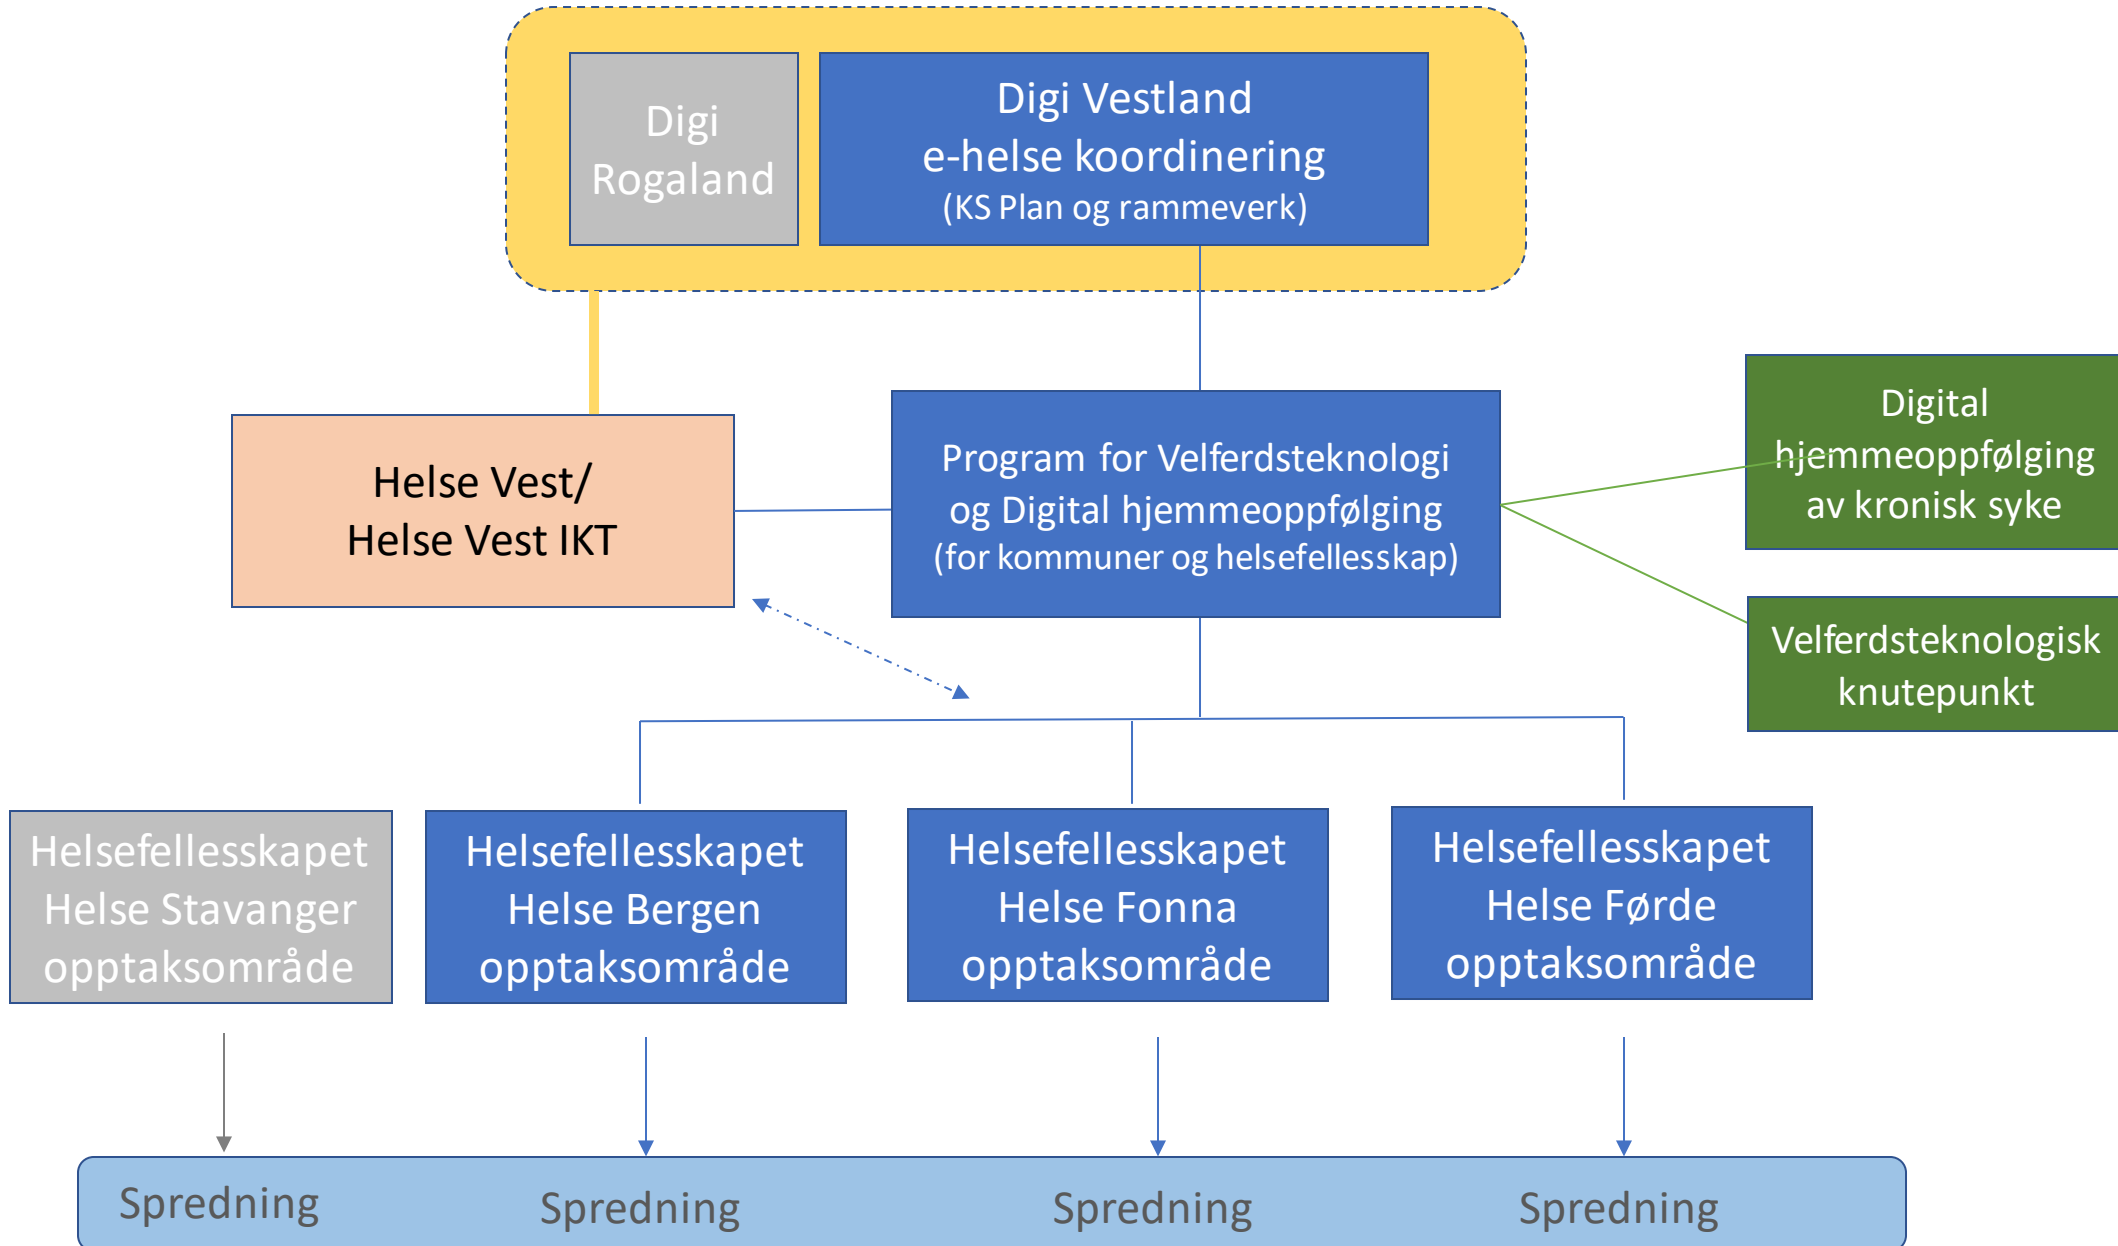 Digi
Rogaland
Digi Vestland
e-helse koordinering
(KS Plan og rammeverk)
Helse Vest/
Helse Vest IKT
Program for Velferdsteknologi
og Digital hjemmeoppfølging
(for kommuner og helsefellesskap)
Digital
hjemmeoppfølging
av kronisk syke
Velferdsteknologisk
knutepunkt
Helsefellesskapet
Helse Stavanger
opptaksområde
Helsefellesskapet
Helse Bergen
opptaksområde
Helsefellesskapet
Helse Fonna
opptaksområde
Helsefellesskapet
Helse Førde
opptaksområde
Spredning
Spredning
Spredning
Spredning